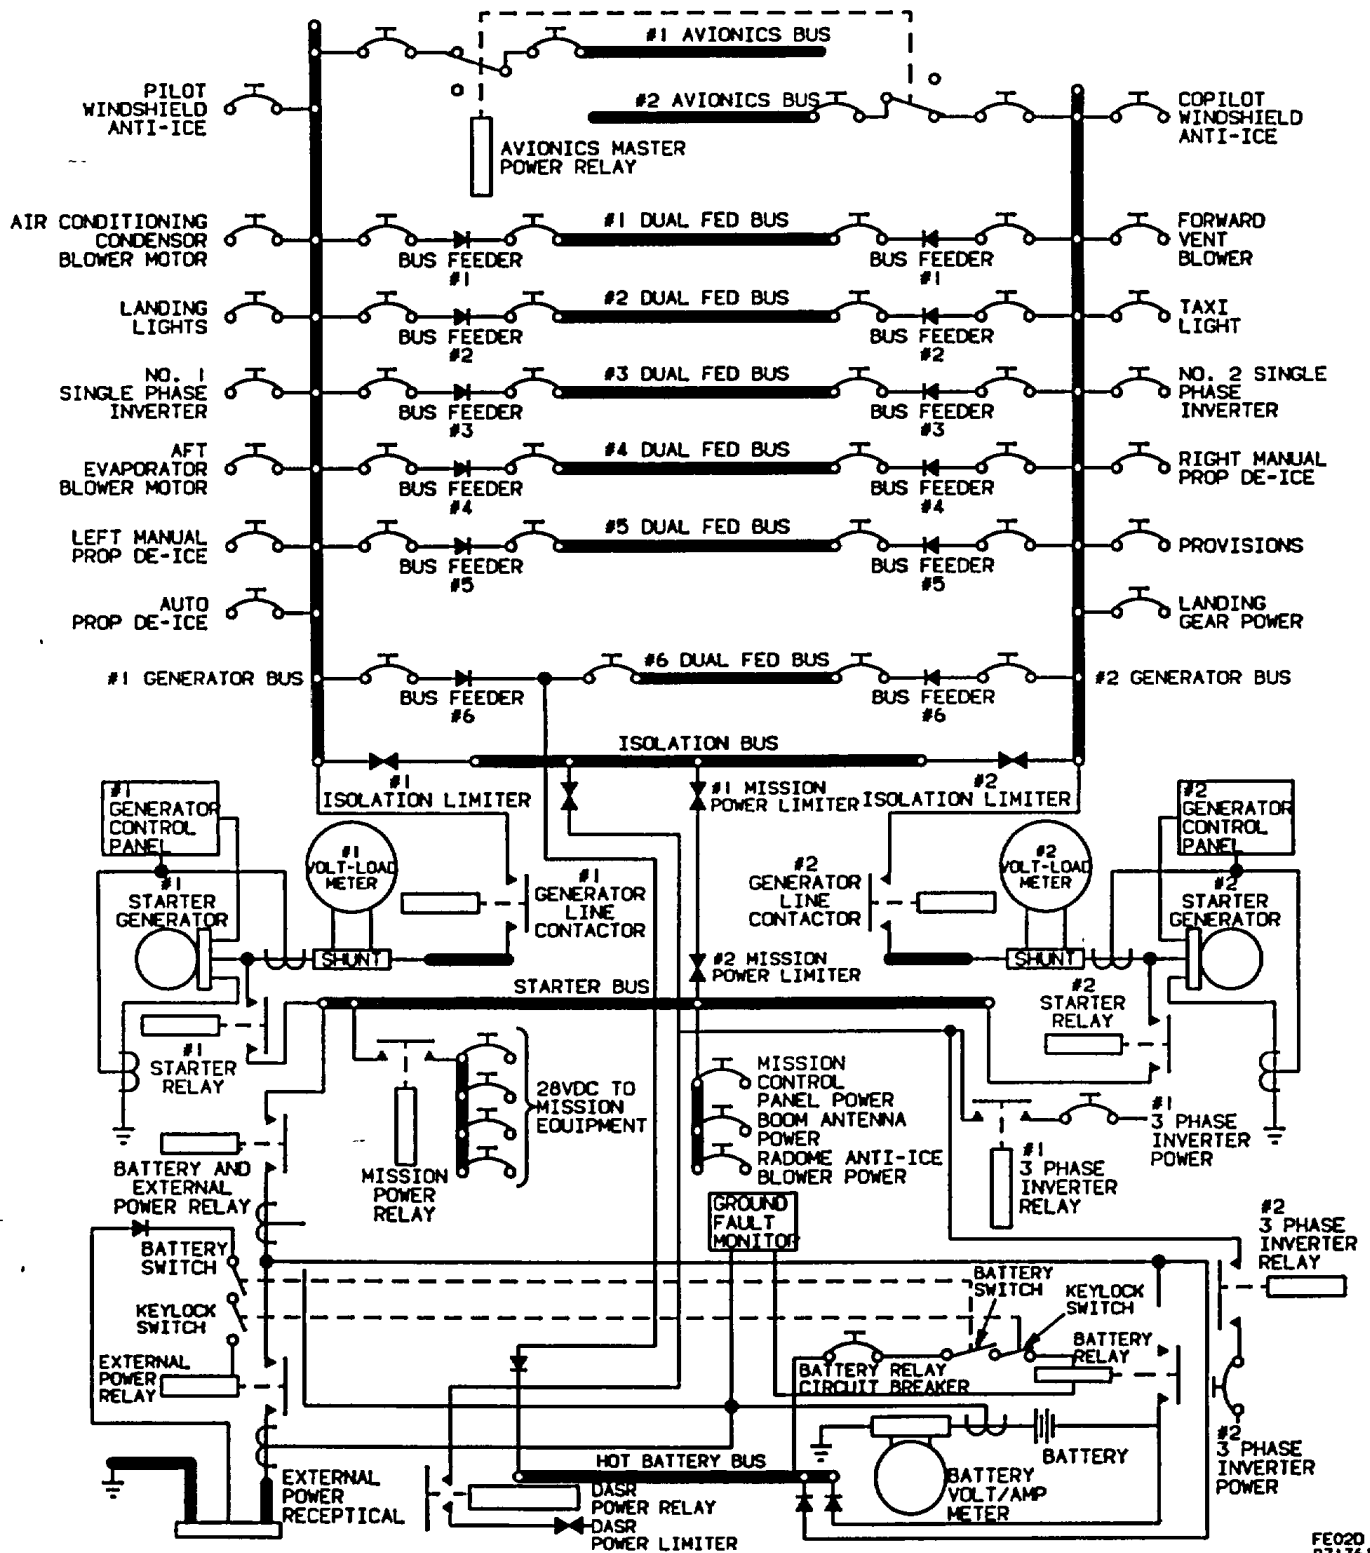 #1 AVIONICS BUS
PILOT
WINDSHIELD
ANTI-ICE
#2 AVIONICS BUS
COPILOT
WINDSHIELD
ANTI-ICE
AVIONICS MASTER
POWER RELAY
AIR CONDITIONING
CONDENSOR
BLOWER MOTOR
#1 DUAL FED BUS
BUS FEEDER
#1
BUS FEEDER
#1
FORWARD
VENT
BLOWER
LANDING
LIGHTS
#2 DUAL FED BUS
BUS FEEDER
#2
BUS FEEDER
#2
TAXI
LIGHT
NO. 1
SINGLE PHASE
INVERTER
#3 DUAL FED BUS
BUS FEEDER
#3
BUS FEEDER
#3
NO. 2 SINGLE
PHASE
INVERTER
AFT
EVAPORATOR
BLOWER MOTOR
#4 DUAL FED BUS
BUS FEEDER
#4
BUS FEEDER
#4
RIGHT MANUAL
PROP DE-ICE
LEFT MANUAL
PROP DE-ICE
#5 DUAL FED BUS
BUS FEEDER
#5
BUS FEEDER
#5
PROVISIONS
AUTO
PROP DE-ICE
LANDING
GEAR POWER
#1 GENERATOR BUS
#6 DUAL FED BUS
BUS FEEDER
#6
BUS FEEDER
#6
#2 GENERATOR BUS
ISOLATION BUS
#1
ISOLATION LIMITER
#1 MISSION
POWER LIMITER
#2
ISOLATION LIMITER
#1
GENERATOR
CONTROL
PANEL
#2
GENERATOR
CONTROL
PANEL
#1
VOLT-LOAD
METER
#2
VOLT-LOAD
METER
#1
GENERATOR
LINE
CONTACTOR
#2
GENERATOR
LINE
CONTACTOR
#1
STARTER
GENERATOR
#2
STARTER
GENERATOR
SHUNT
SHUNT
#2 MISSION
POWER LIMITER
STARTER BUS
#1
STARTER
RELAY
#2
STARTER
RELAY
28VDC TO
MISSION
EQUIPMENT
MISSION
CONTROL
PANEL POWER
BOOM ANTENNA
POWER
RADOME ANTI-ICE
BLOWER POWER
#1
3 PHASE
INVERTER
POWER
#1
3 PHASE
INVERTER
RELAY
BATTERY AND
EXTERNAL
POWER RELAY
MISSION
POWER
RELAY
GROUND
FAULT
MONITOR
#2
3 PHASE
INVERTER
RELAY
BATTERY
SWITCH
KEYLOCK
SWITCH
BATTERY
SWITCH
KEYLOCK
SWITCH
BATTERY
RELAY
EXTERNAL
POWER
RELAY
BATTERY RELAY
CIRCUIT BREAKER
#2
3 PHASE
INVERTER
POWER
BATTERY
HOT BATTERY BUS
BATTERY
VOLT/AMP
METER
EXTERNAL
POWER
RECEPTICAL
DASR
POWER RELAY
DASR
POWER LIMITER
FE02D